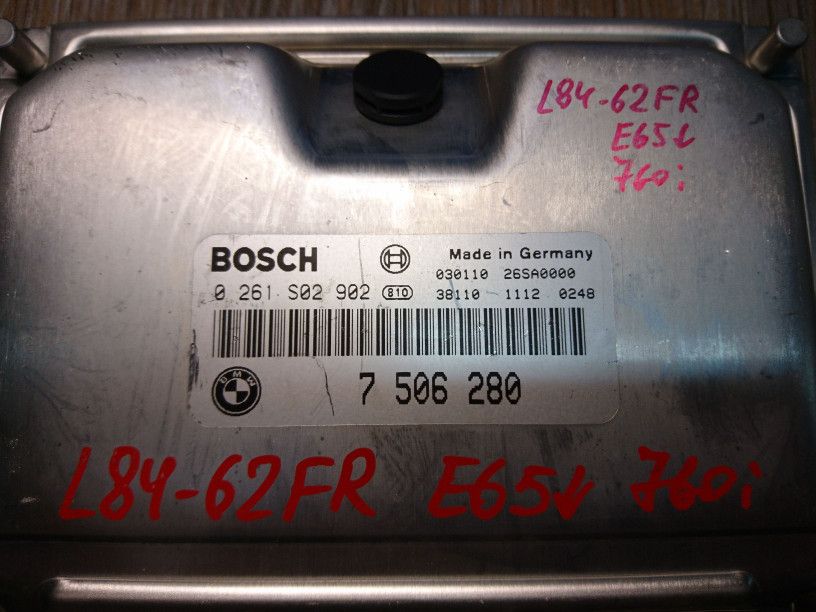 L84-62FR
E65↓
760i
BOSCH
Made in Germany
030110 26SA0000
0 261 S02 902 810 38110 1112 0248
BMW
7 506 280
L84-62FR E65↓ 760i